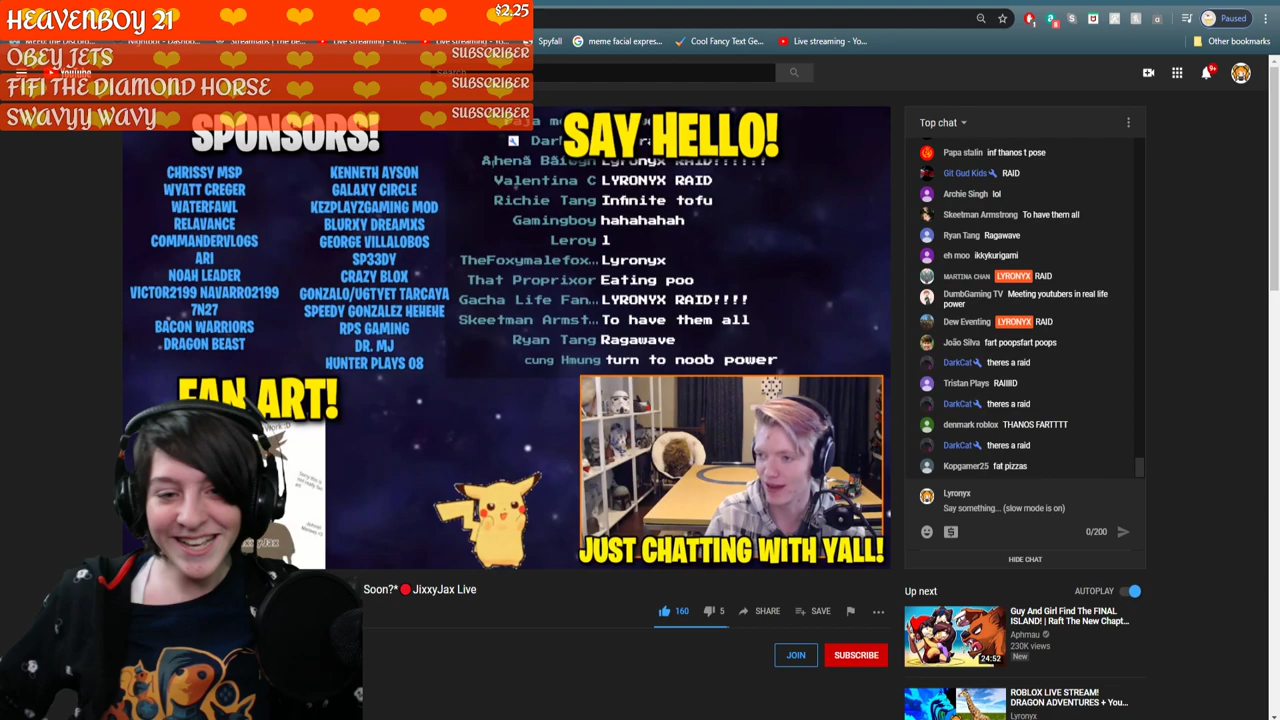 HEAVENBOY 21
$2.25
OBEY JETS
SUBSCRIBER
FIFI THE DIAMOND HORSE
SUBSCRIBER
SWAVYY WAVY
SUBSCRIBER
Paused
Spyfall
meme facial expres...
Cool Fancy Text Ge...
Live streaming - Yo...
Other bookmarks
9+
SPONSORS!
CHRISSY MSP
WYATT CREGER
WATERFAWL
RELAVANCE
COMMANDERVLOGS
ARI
NOAH LEADER
VICTOR2199 NAVARRO2199
7N27
BACON WARRIORS
DRAGON BEAST
KENNETH AYSON
GALAXY CIRCLE
KEZPLAYZGAMING MOD
BLURXY DREAMXS
GEORGE VILLALOBOS
SP33DY
CRAZY BLOX
GONZALO/UGTYET TARCAYA
SPEEDY GONZALEZ HEHEHE
RPS GAMING
DR. MJ
HUNTER PLAYS 08
SAY HELLO!
Valentina C LYRONYX RAID
Richie Tang Infinite tofu
Gamingboy hahahahah
Leroy l
TheFoxymalefox... Lyronyx
That Proprixor Eating poo
Gacha Life Fan... LYRONYX RAID!!!!
Skeetman Armst... To have them all
Ryan Tang Ragawave
cung Hmung turn to noob power
FAN ART!
JUST CHATTING WITH YALL!
Soon?* JixxyJax Live
160
5
SHARE
SAVE
JOIN
SUBSCRIBE
Top chat
Papa stalin inf thanos t pose
Git Gud Kids RAID
Archie Singh lol
Skeetman Armstrong To have them all
Ryan Tang Ragawave
eh moo ikkykurigami
MARTINA CHAN LYRONYX RAID
DumbGaming TV Meeting youtubers in real life
power
Dew Eventing LYRONYX RAID
João Silva fart poopsfart poops
DarkCat theres a raid
Tristan Plays RAIIIID
DarkCat theres a raid
denmark roblox THANOS FARTTTT
DarkCat theres a raid
Kopgamer25 fat pizzas
Lyronyx
Say something... (slow mode is on)
0/200
HIDE CHAT
Up next
AUTOPLAY
Guy And Girl Find The FINAL
ISLAND! | Raft The New Chapt...
Aphmau
230K views
New
24:52
ROBLOX LIVE STREAM!
DRAGON ADVENTURES + You...
Lyronyx